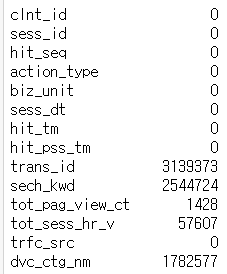 clnt_id 0
sess_id 0
hit_seq 0
action_type 0
biz_unit 0
sess_dt 0
hit_tm 0
hit_pss_tm 0
trans_id 3139373
sech_kwd 2544724
tot_pag_view_ct 1428
tot_sess_hr_v 57607
trfc_src 0
dvc_ctg_nm 1782577